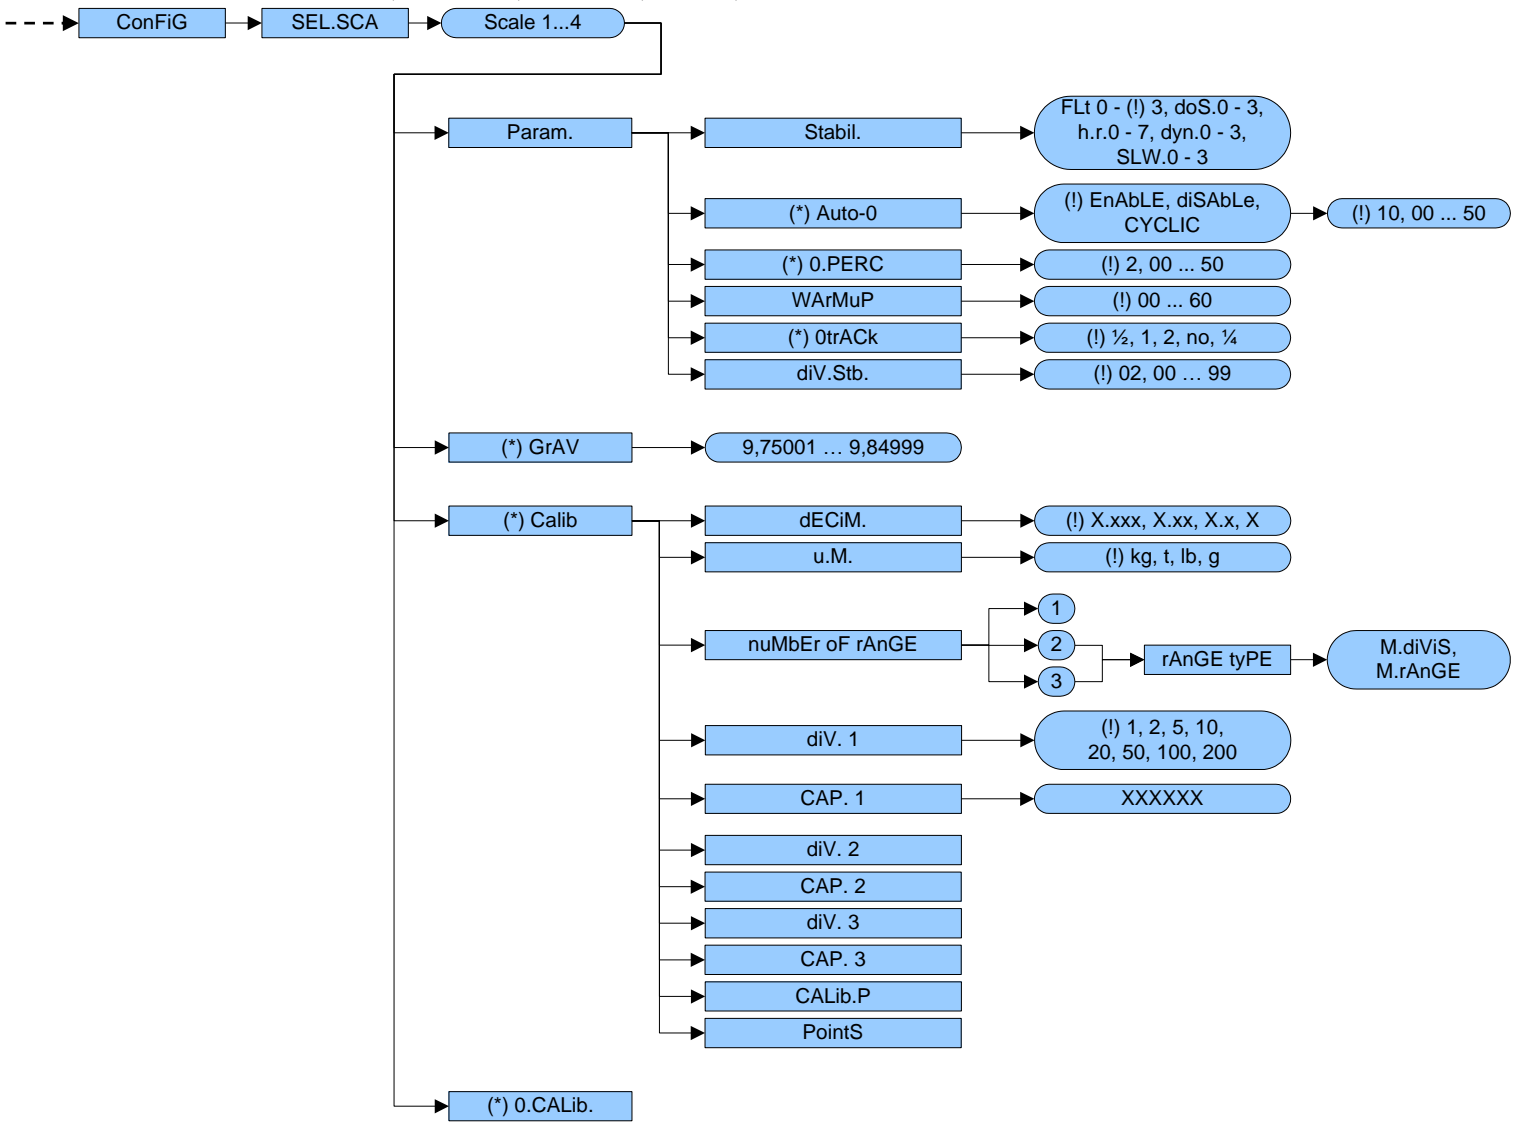 ConFiG
SEL.SCA
Scale 1...4
Param.
Stabil.
FLt 0 - (!) 3, doS.0 - 3,
h.r.0 - 7, dyn.0 - 3,
SLW.0 - 3
(*) Auto-0
(!) EnAbLE, diSAbLe,
CYCLIC
(!) 10, 00 ... 50
(*) 0.PERC
(!) 2, 00 ... 50
WArMuP
(!) 00 ... 60
(*) 0trACk
(!) ½, 1, 2, no, ¼
diV.Stb.
(!) 02, 00 … 99
(*) GrAV
9,75001 … 9,84999
(*) Calib
dECiM.
(!) X.xxx, X.xx, X.x, X
u.M.
(!) kg, t, lb, g
nuMbEr oF rAnGE
1
2
3
rAnGE tyPE
M.diViS,
M.rAnGE
diV. 1
(!) 1, 2, 5, 10,
20, 50, 100, 200
CAP. 1
XXXXXX
diV. 2
CAP. 2
diV. 3
CAP. 3
CALib.P
PointS
(*) 0.CALib.